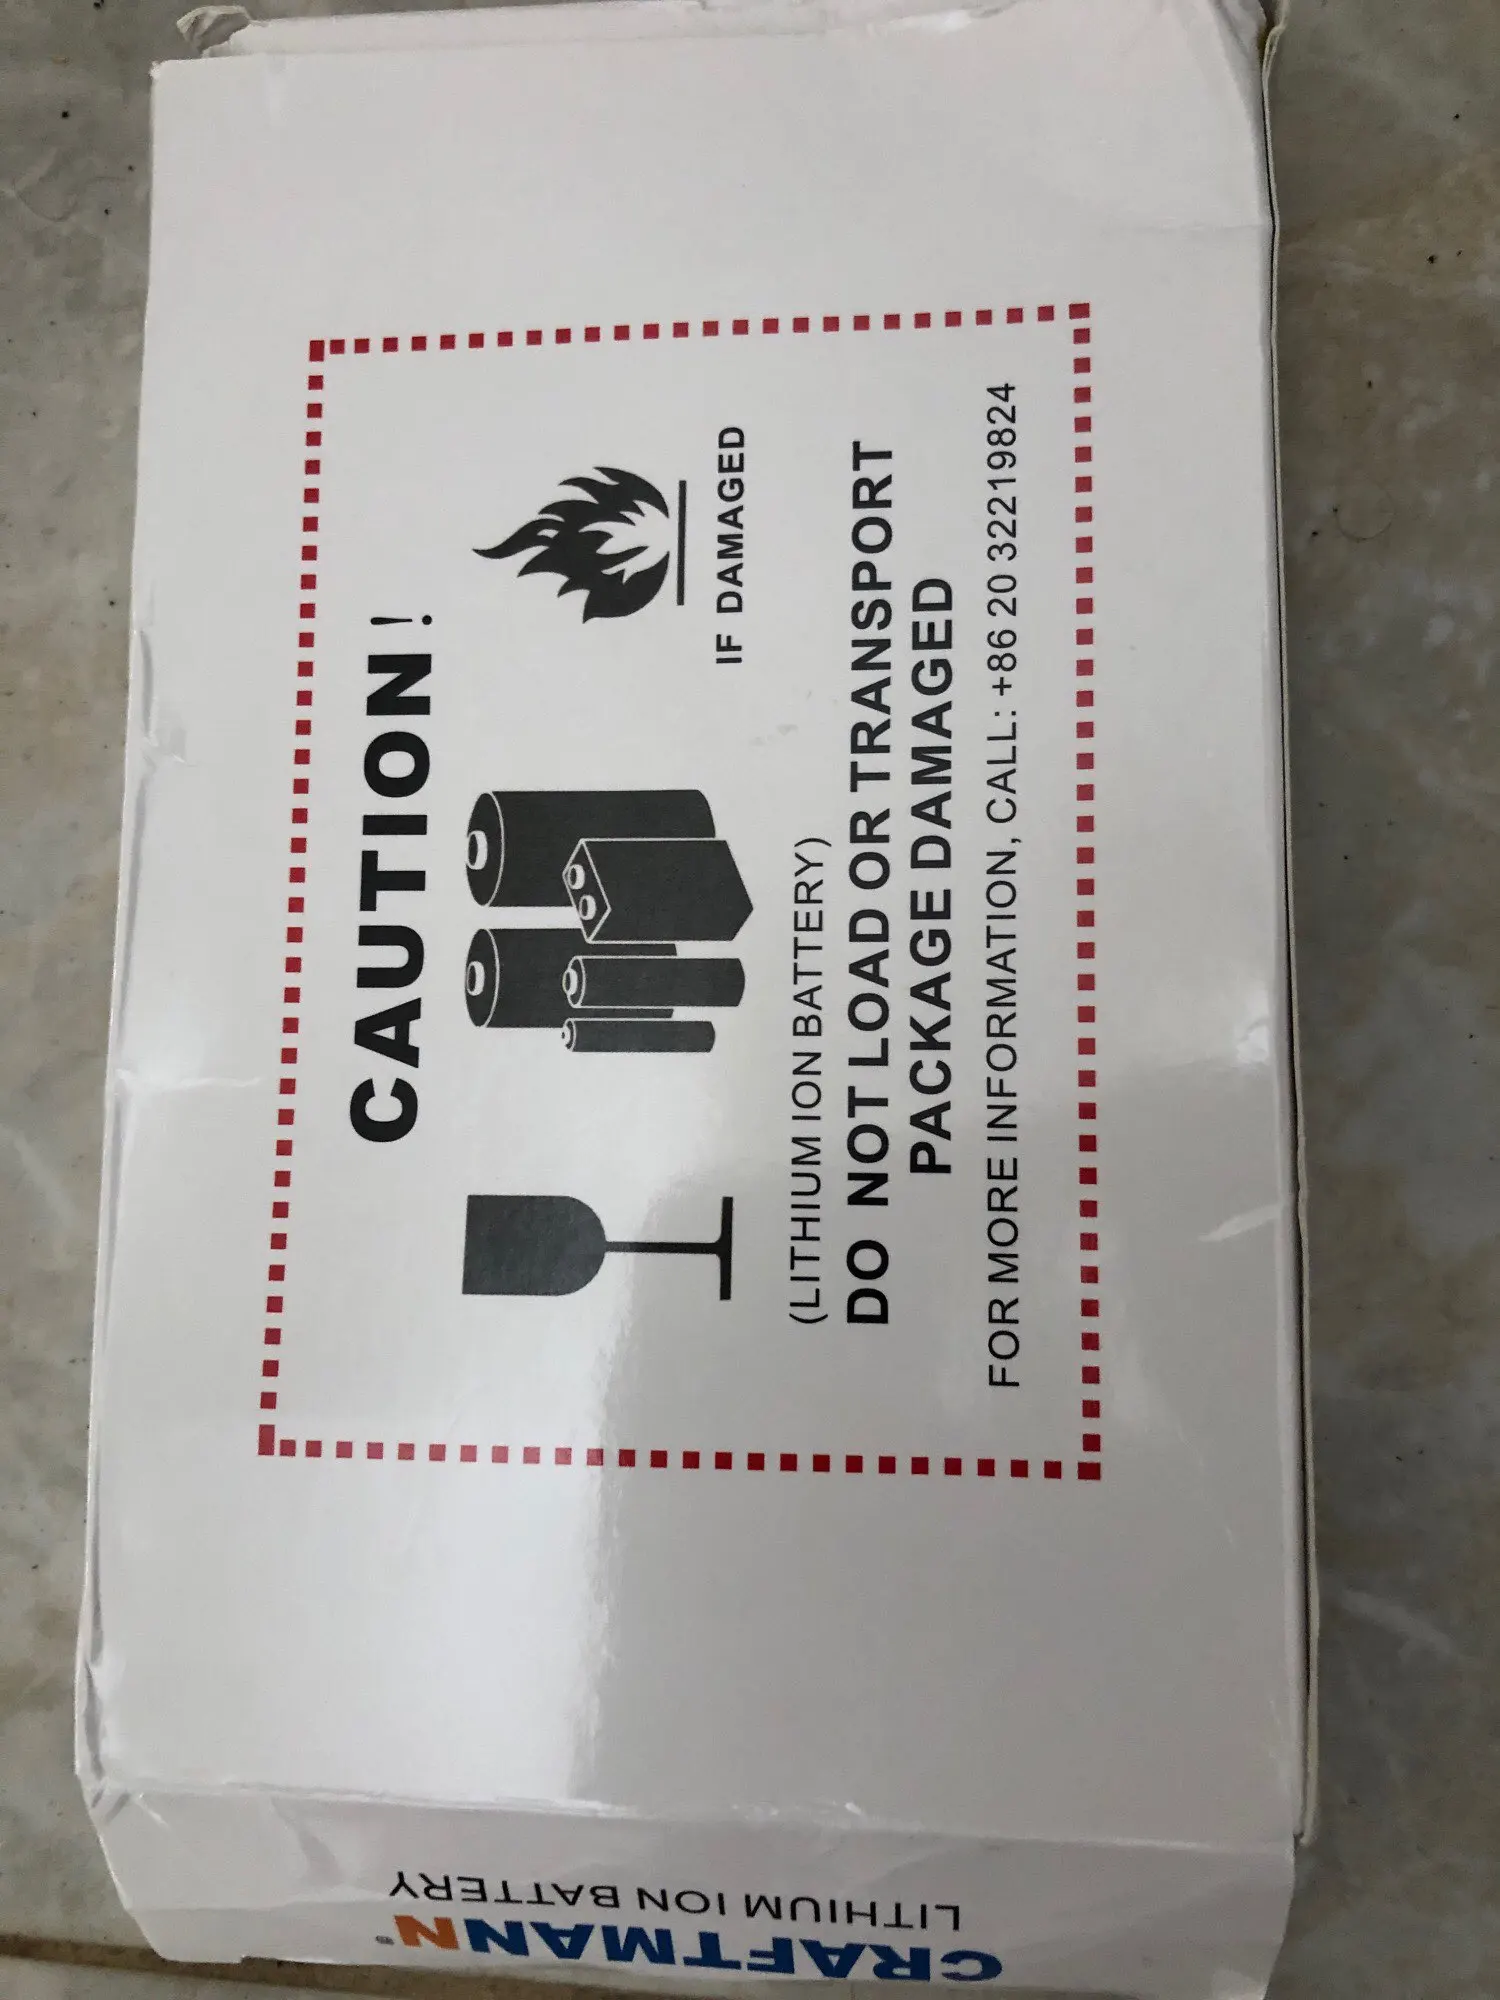 CAUTION!
IF DAMAGED
(LITHIUM ION BATTERY)
DO NOT LOAD OR TRANSPORT
PACKAGE DAMAGED
FOR MORE INFORMATION, CALL: +86 20 32219824
CRAFTMANN®
LITHIUM ION BATTERY